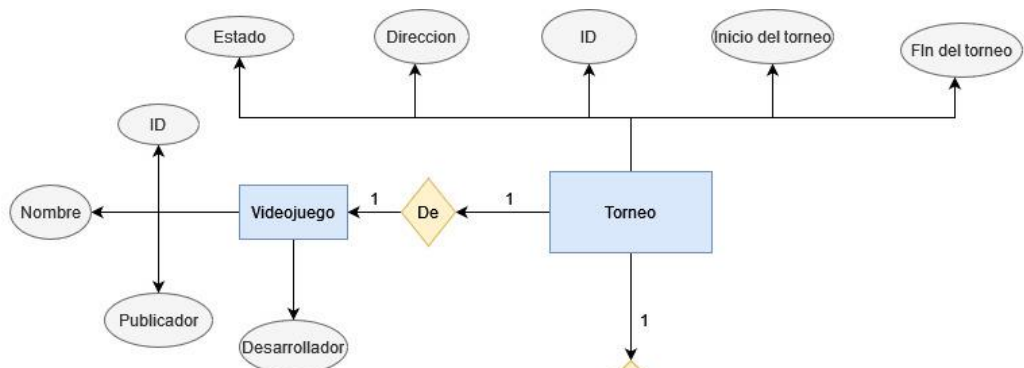 Estado
Direccion
ID
Inicio del torneo
FIn del torneo
ID
Nombre
Videojuego
1
De
1
Torneo
Publicador
Desarrollador
1